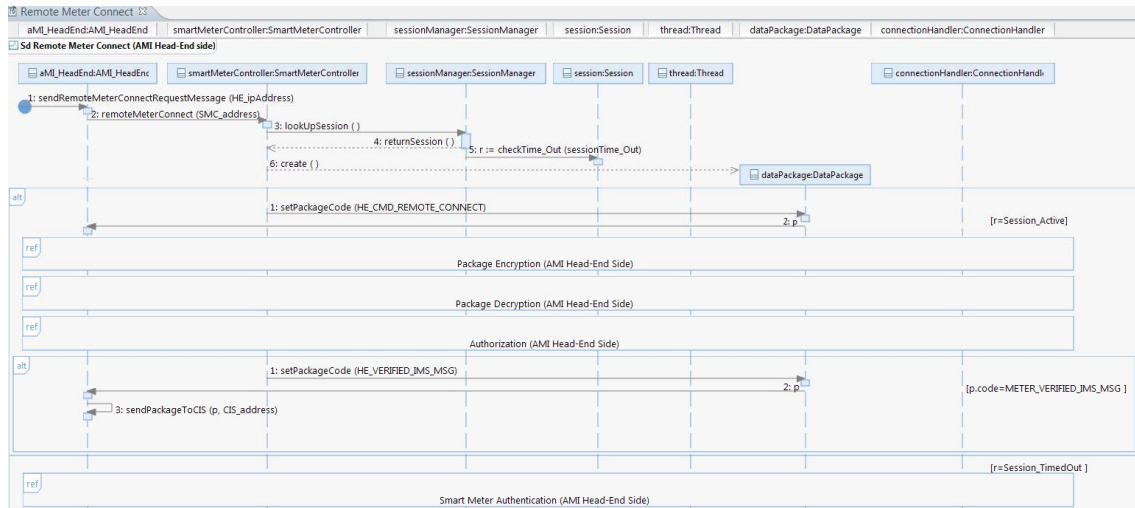 Remote Meter Connect
aMI_HeadEnd:AMI_HeadEnd smartMeterController:SmartMeterController sessionManager:SessionManager session:Session thread:Thread dataPackage:DataPackage connectionHandler:ConnectionHandler
Sd Remote Meter Connect (AMI Head-End side)
aMI_HeadEnd:AMI_HeadEnc smartMeterController:SmartMeterController sessionManager:SessionManager session:Session thread:Thread connectionHandler:ConnectionHandl
1: sendRemoteMeterConnectRequestMessage (HE_ipAddress)
2: remoteMeterConnect (SMC_address)
3: lookUpSession ( )
4: returnSession ( )
5: r := checkTime_Out (sessionTime_Out)
6: create ( )
dataPackage:DataPackage
alt
1: setPackageCode (HE_CMD_REMOTE_CONNECT)
2: p
[r=Session_Active]
ref
Package Encryption (AMI Head-End Side)
ref
Package Decryption (AMI Head-End Side)
ref
Authorization (AMI Head-End Side)
alt
1: setPackageCode (HE_VERIFIED_IMS_MSG)
2: p
[p.code=METER_VERIFIED_IMS_MSG ]
3: sendPackageToCIS (p, CIS_address)
[r=Session_TimedOut ]
ref
Smart Meter Authentication (AMI Head-End Side)